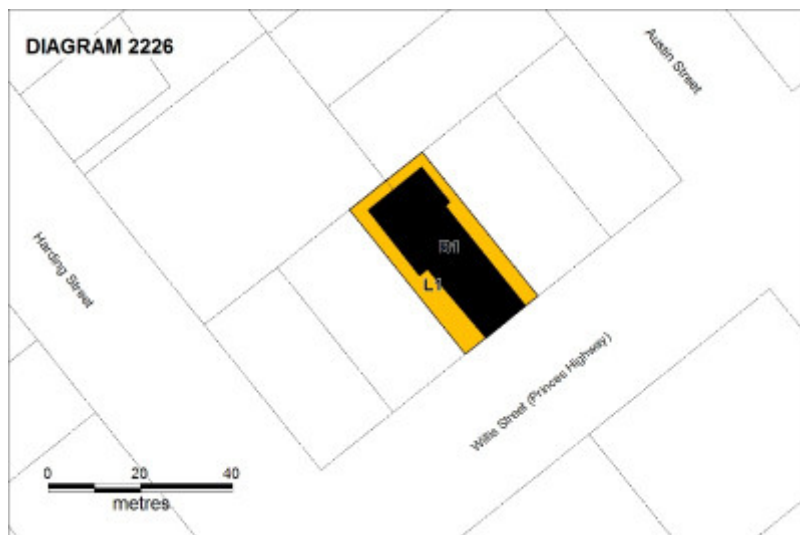 DIAGRAM 2226
Austin Street
Harding Street
B1
L1
Willis Street (Princes Highway)
0 20 40
metres